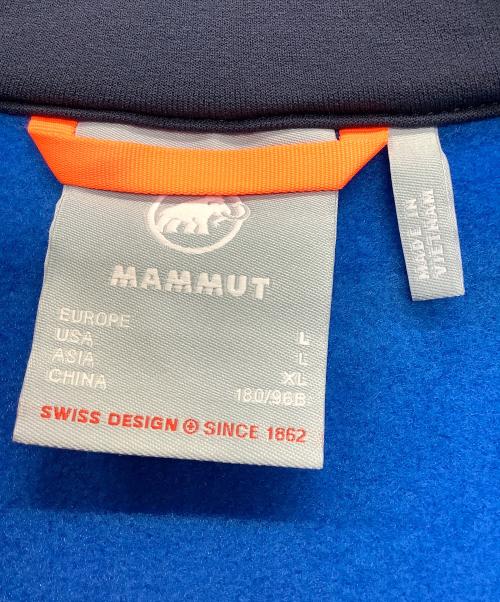 MAMMUT
EUROPE L
USA L
ASIA XL
CHINA 180/96B
SWISS DESIGN SINCE 1862
MADE IN
VIETNAM